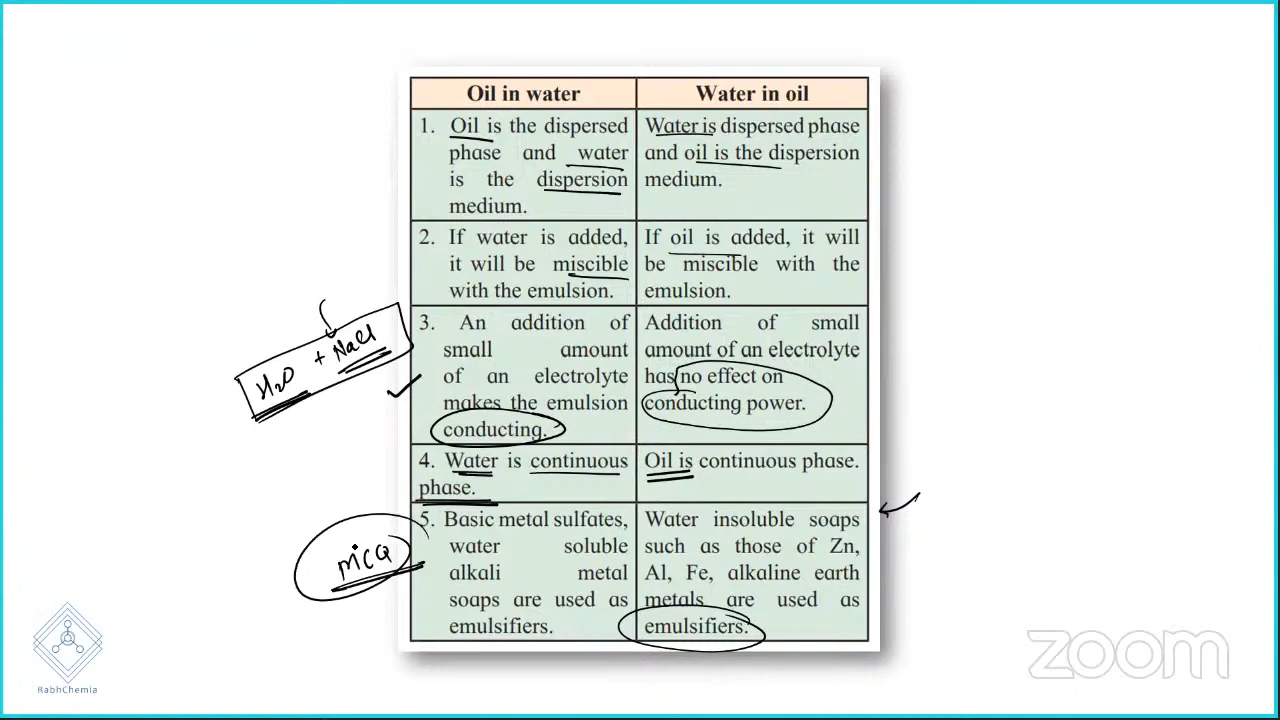 Oil in water
Water in oil
1. Oil is the dispersed
phase and water
is the dispersion
medium.
Water is dispersed phase
and oil is the dispersion
medium.
2. If water is added,
it will be miscible
with the emulsion.
If oil is added, it will
be miscible with the
emulsion.
H₂O + NaCl
3. An addition of
small amount
of an electrolyte
makes the emulsion
conducting.
Addition of small
amount of an electrolyte
has no effect on
conducting power.
4. Water is continuous
phase.
Oil is continuous phase.
MCQ
5. Basic metal sulfates,
water soluble
alkali metal
soaps are used as
emulsifiers.
Water insoluble soaps
such as those of Zn,
Al, Fe, alkaline earth
metals are used as
emulsifiers.
RabhChemia
zoom